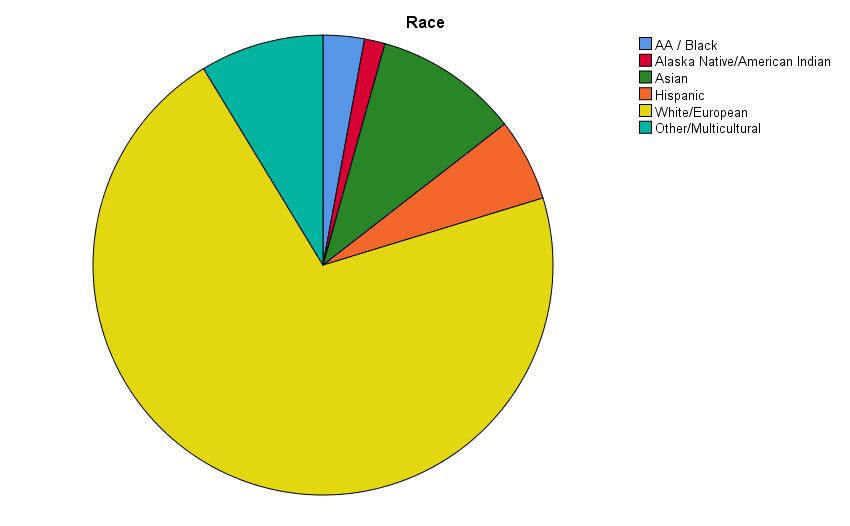 Race
AA / Black
Alaska Native/American Indian
Asian
Hispanic
White/European
Other/Multicultural